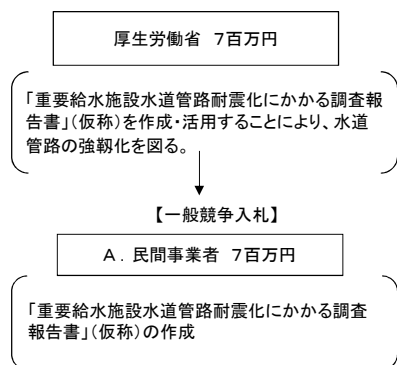 厚生労働省 7百万円
「重要給水施設水道管路耐震化にかかる調査報
告書」(仮称)を作成・活用することにより、水道
管路の強靱化を図る。
【一般競争入札】
A．民間事業者 7百万円
「重要給水施設水道管路耐震化にかかる調査
報告書」(仮称)の作成